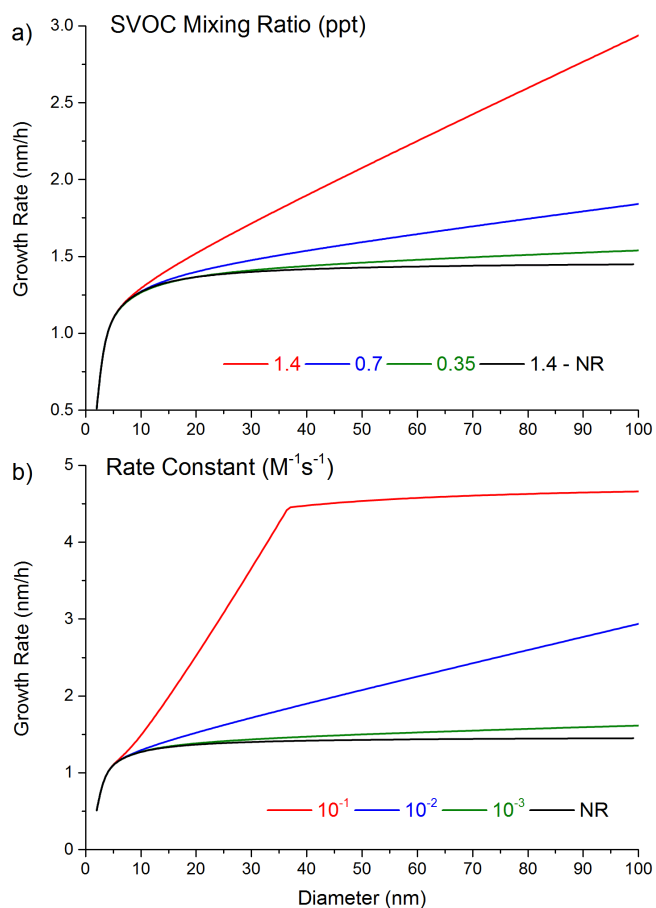 a) SVOC Mixing Ratio (ppt)
3.0
2.5
2.0
1.5
1.0
0.5
Growth Rate (nm/h)
1.4 0.7 0.35 1.4 - NR
0 10 20 30 40 50 60 70 80 90 100
b) Rate Constant (M⁻¹s⁻¹)
5
4
3
2
1
0
Growth Rate (nm/h)
10⁻¹ 10⁻² 10⁻³ NR
0 10 20 30 40 50 60 70 80 90 100
Diameter (nm)